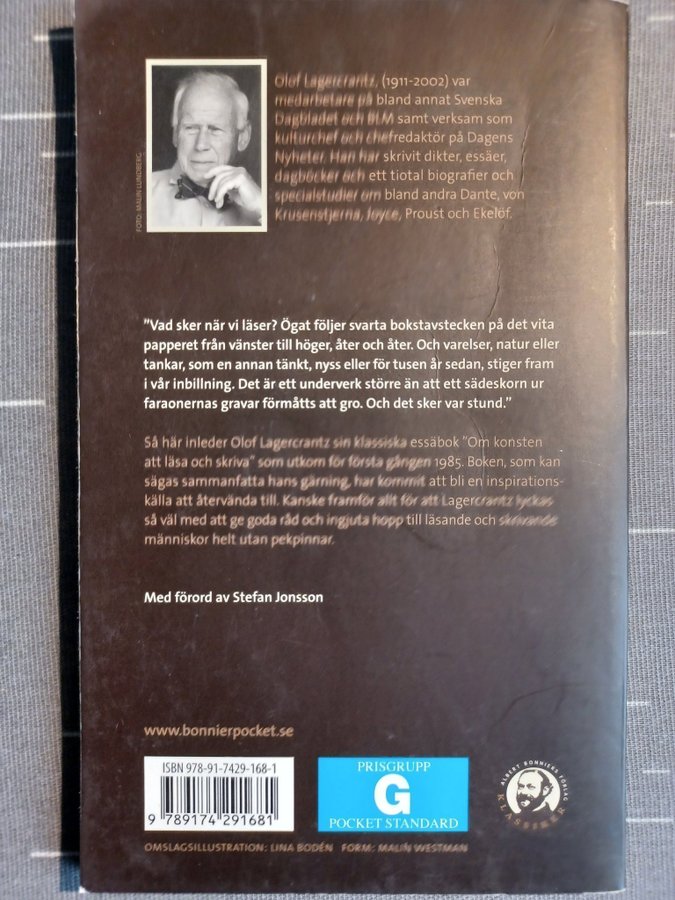 Olof Lagercrantz, (1911-2002) var
medarbetare på bland annat Svenska
Dagbladet och BLM samt verksam som
kulturchef och chefredaktör på Dagens
Nyheter. Han har skrivit dikter, essäer,
dagböcker och ett tiotal biografier och
specialstudier om bland andra Dante, von
Krusenstjerna, Joyce, Proust och Ekelöf.
FOTO: MALIN LUNDBERG
"Vad sker när vi läser? Ögat följer svarta bokstavstecken på det vita
papperet från vänster till höger, åter och åter. Och varelser, natur eller
tankar, som en annan tänkt, nyss eller för tusen år sedan, stiger fram
i vår inbillning. Det är ett underverk större än att ett sädeskorn ur
faraonernas gravar förmåtts att gro. Och det sker var stund."
Så här inleder Olof Lagercrantz sin klassiska essäbok "Om konsten
att läsa och skriva" som utkom för första gången 1985. Boken, som kan
sägas sammanfatta hans gärning, har kommit att bli en inspirations-
källa att återvända till. Kanske framför allt för att Lagercrantz lyckas
så väl med att ge goda råd och ingjuta hopp till läsande och skrivande
människor helt utan pekpinnar.
Med förord av Stefan Jonsson
www.bonnierpocket.se
ISBN 978-91-7429-168-1
9 789174 291681
PRISGRUPP
G
POCKET STANDARD
ALBERT BONNIERS FÖRLAG
KLASSIKER
OMSLAGSILLUSTRATION: LINA BODÉN FORM: MALIN WESTMAN